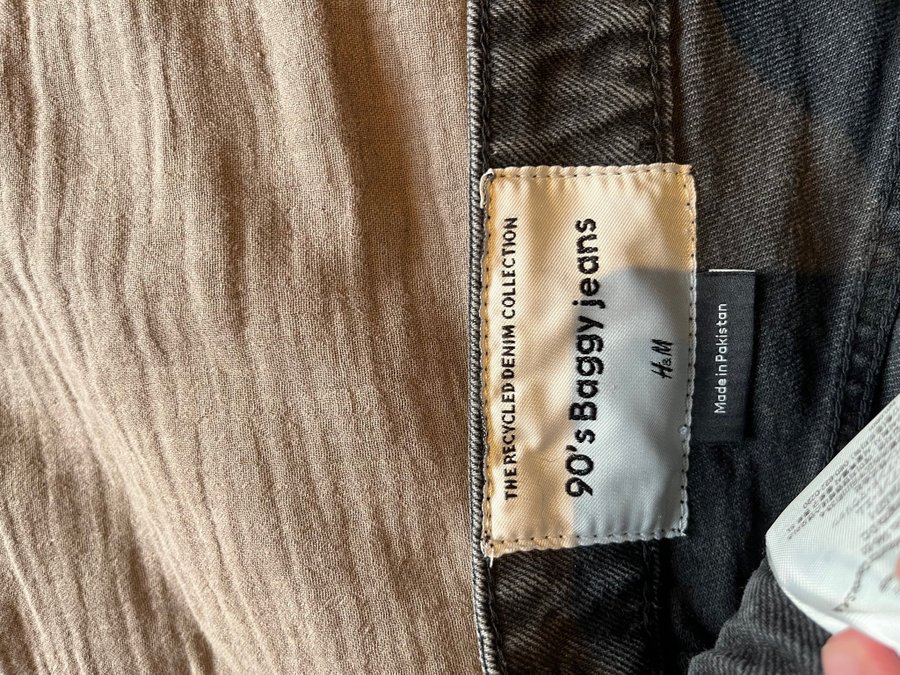 THE RECYCLED DENIM COLLECTION
90's Baggy jeans
H&M
Made in Pakistan